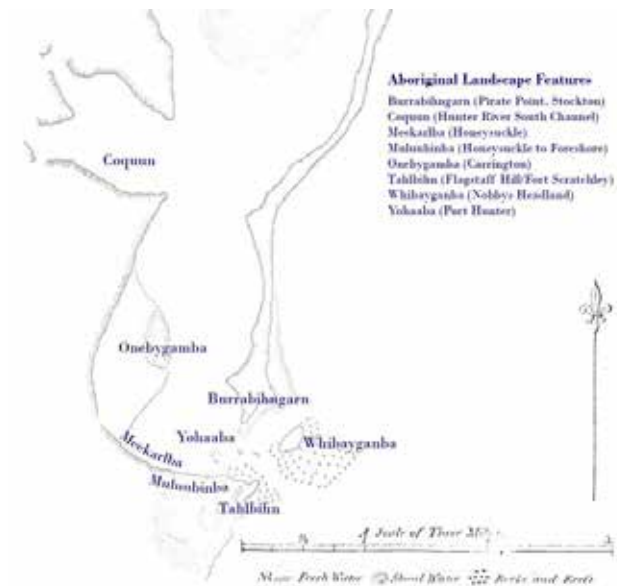 Aboriginal Landscape Features
Burrabihngarn (Pirate Point, Stockton)
Coquun (Hunter River South Channel)
Meekarlba (Honeysuckle)
Mulunbinba (Honeysuckle to Foreshore)
Onebygamba (Carrington)
Tahlbihn (Flagstaff Hill/Fort Scratchley)
Whibayganba (Nobbys Headland)
Yohaaba (Port Hunter)
Coquun
Onebygamba
Burrabihngarn
Meekarlba
Yohaaba
Whibayganba
Mulunbinba
Tahlbihn
A Scale of Three
Fresh Water
Shoal Water
Rocks and Reefs